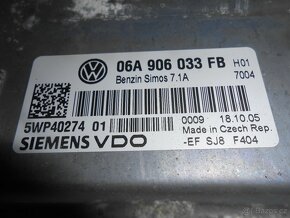 06A 906 033 FB H01
Benzin Simos 7.1A 7004
5WP40274 01
0009 18.10.05
Made in Czech Rep.
SIEMENS VDO -EF SJ8 F404